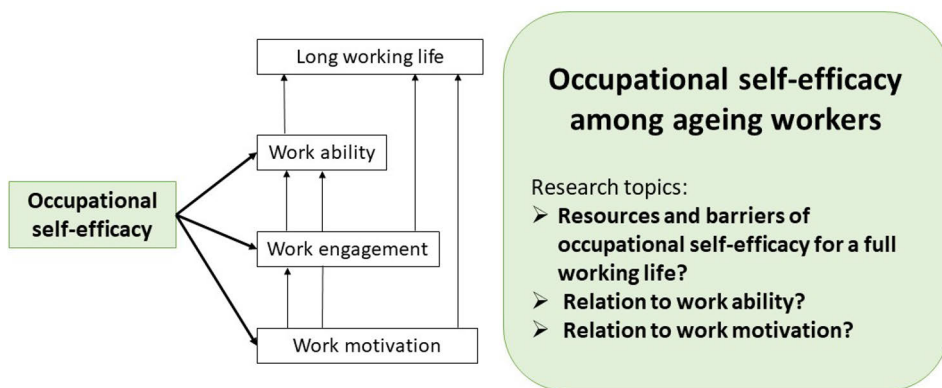 Long working life
Work ability
Occupational
self-efficacy
Work engagement
Work motivation
Occupational self-efficacy
among ageing workers
Research topics:
➢ Resources and barriers of
occupational self-efficacy for a full
working life?
➢ Relation to work ability?
➢ Relation to work motivation?